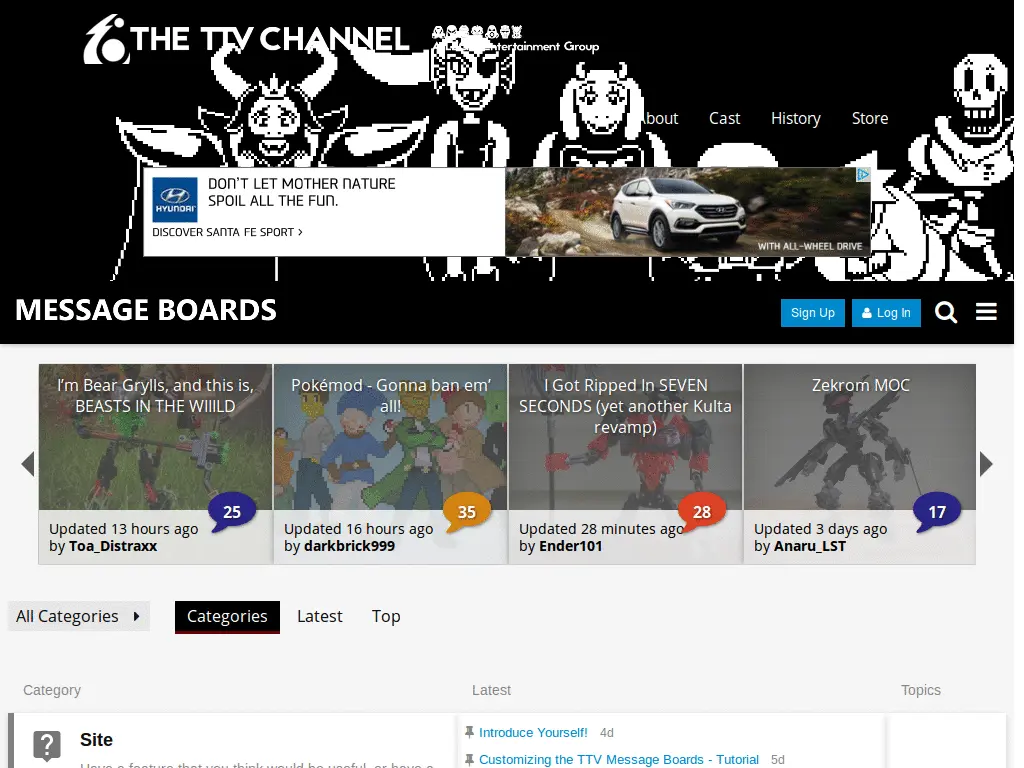 THE TTV CHANNEL
Entertainment Group
About
Cast
History
Store
HYUNDAI
DON'T LET MOTHER NATURE
SPOIL ALL THE FUN.
DISCOVER SANTA FE SPORT ›
WITH ALL-WHEEL DRIVE
MESSAGE BOARDS
Sign Up
Log In
I'm Bear Grylls, and this is,
BEASTS IN THE WIIILD
25
Updated 13 hours ago
by Toa_Distraxx
Pokémod - Gonna ban em'
all!
35
Updated 16 hours ago
by darkbrick999
I Got Ripped In SEVEN
SECONDS (yet another Kulta
revamp)
28
Updated 28 minutes ago
by Ender101
Zekrom MOC
17
Updated 3 days ago
by Anaru_LST
All Categories
Categories
Latest
Top
Category
Latest
Topics
Site
Have a feature that you think would be useful, or have a
Introduce Yourself! 4d
Customizing the TTV Message Boards - Tutorial 5d